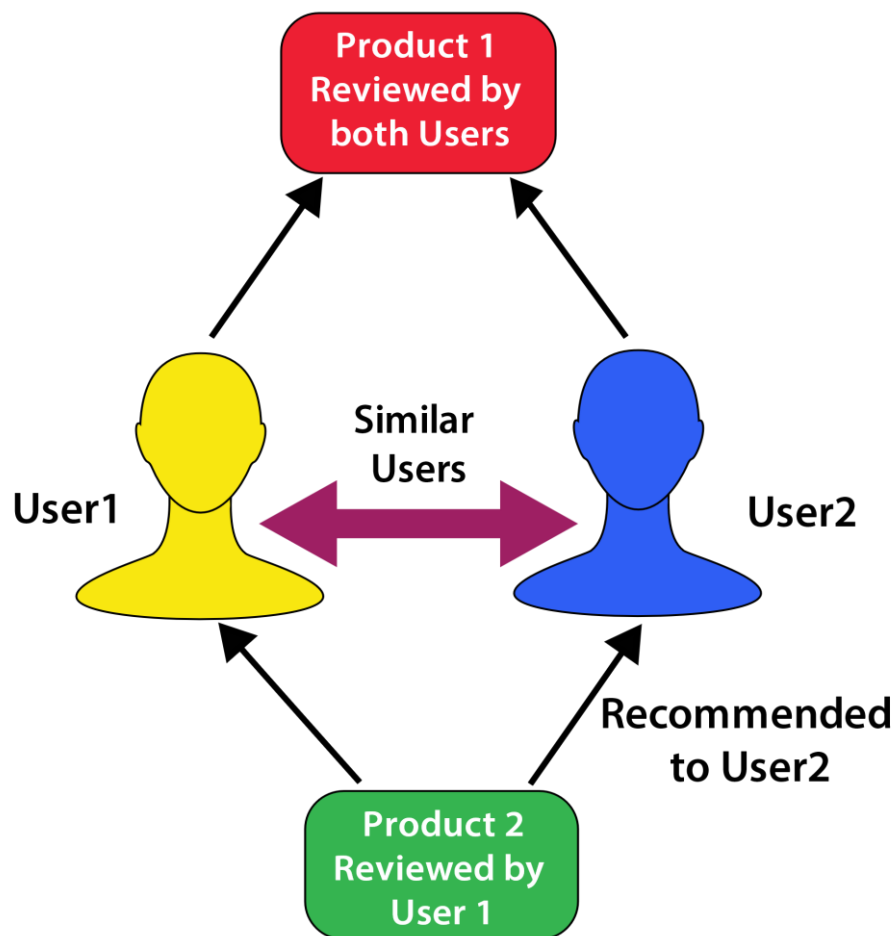 Product 1
Reviewed by
both Users
Similar
Users
User1
User2
Recommended
to User2
Product 2
Reviewed by
User 1